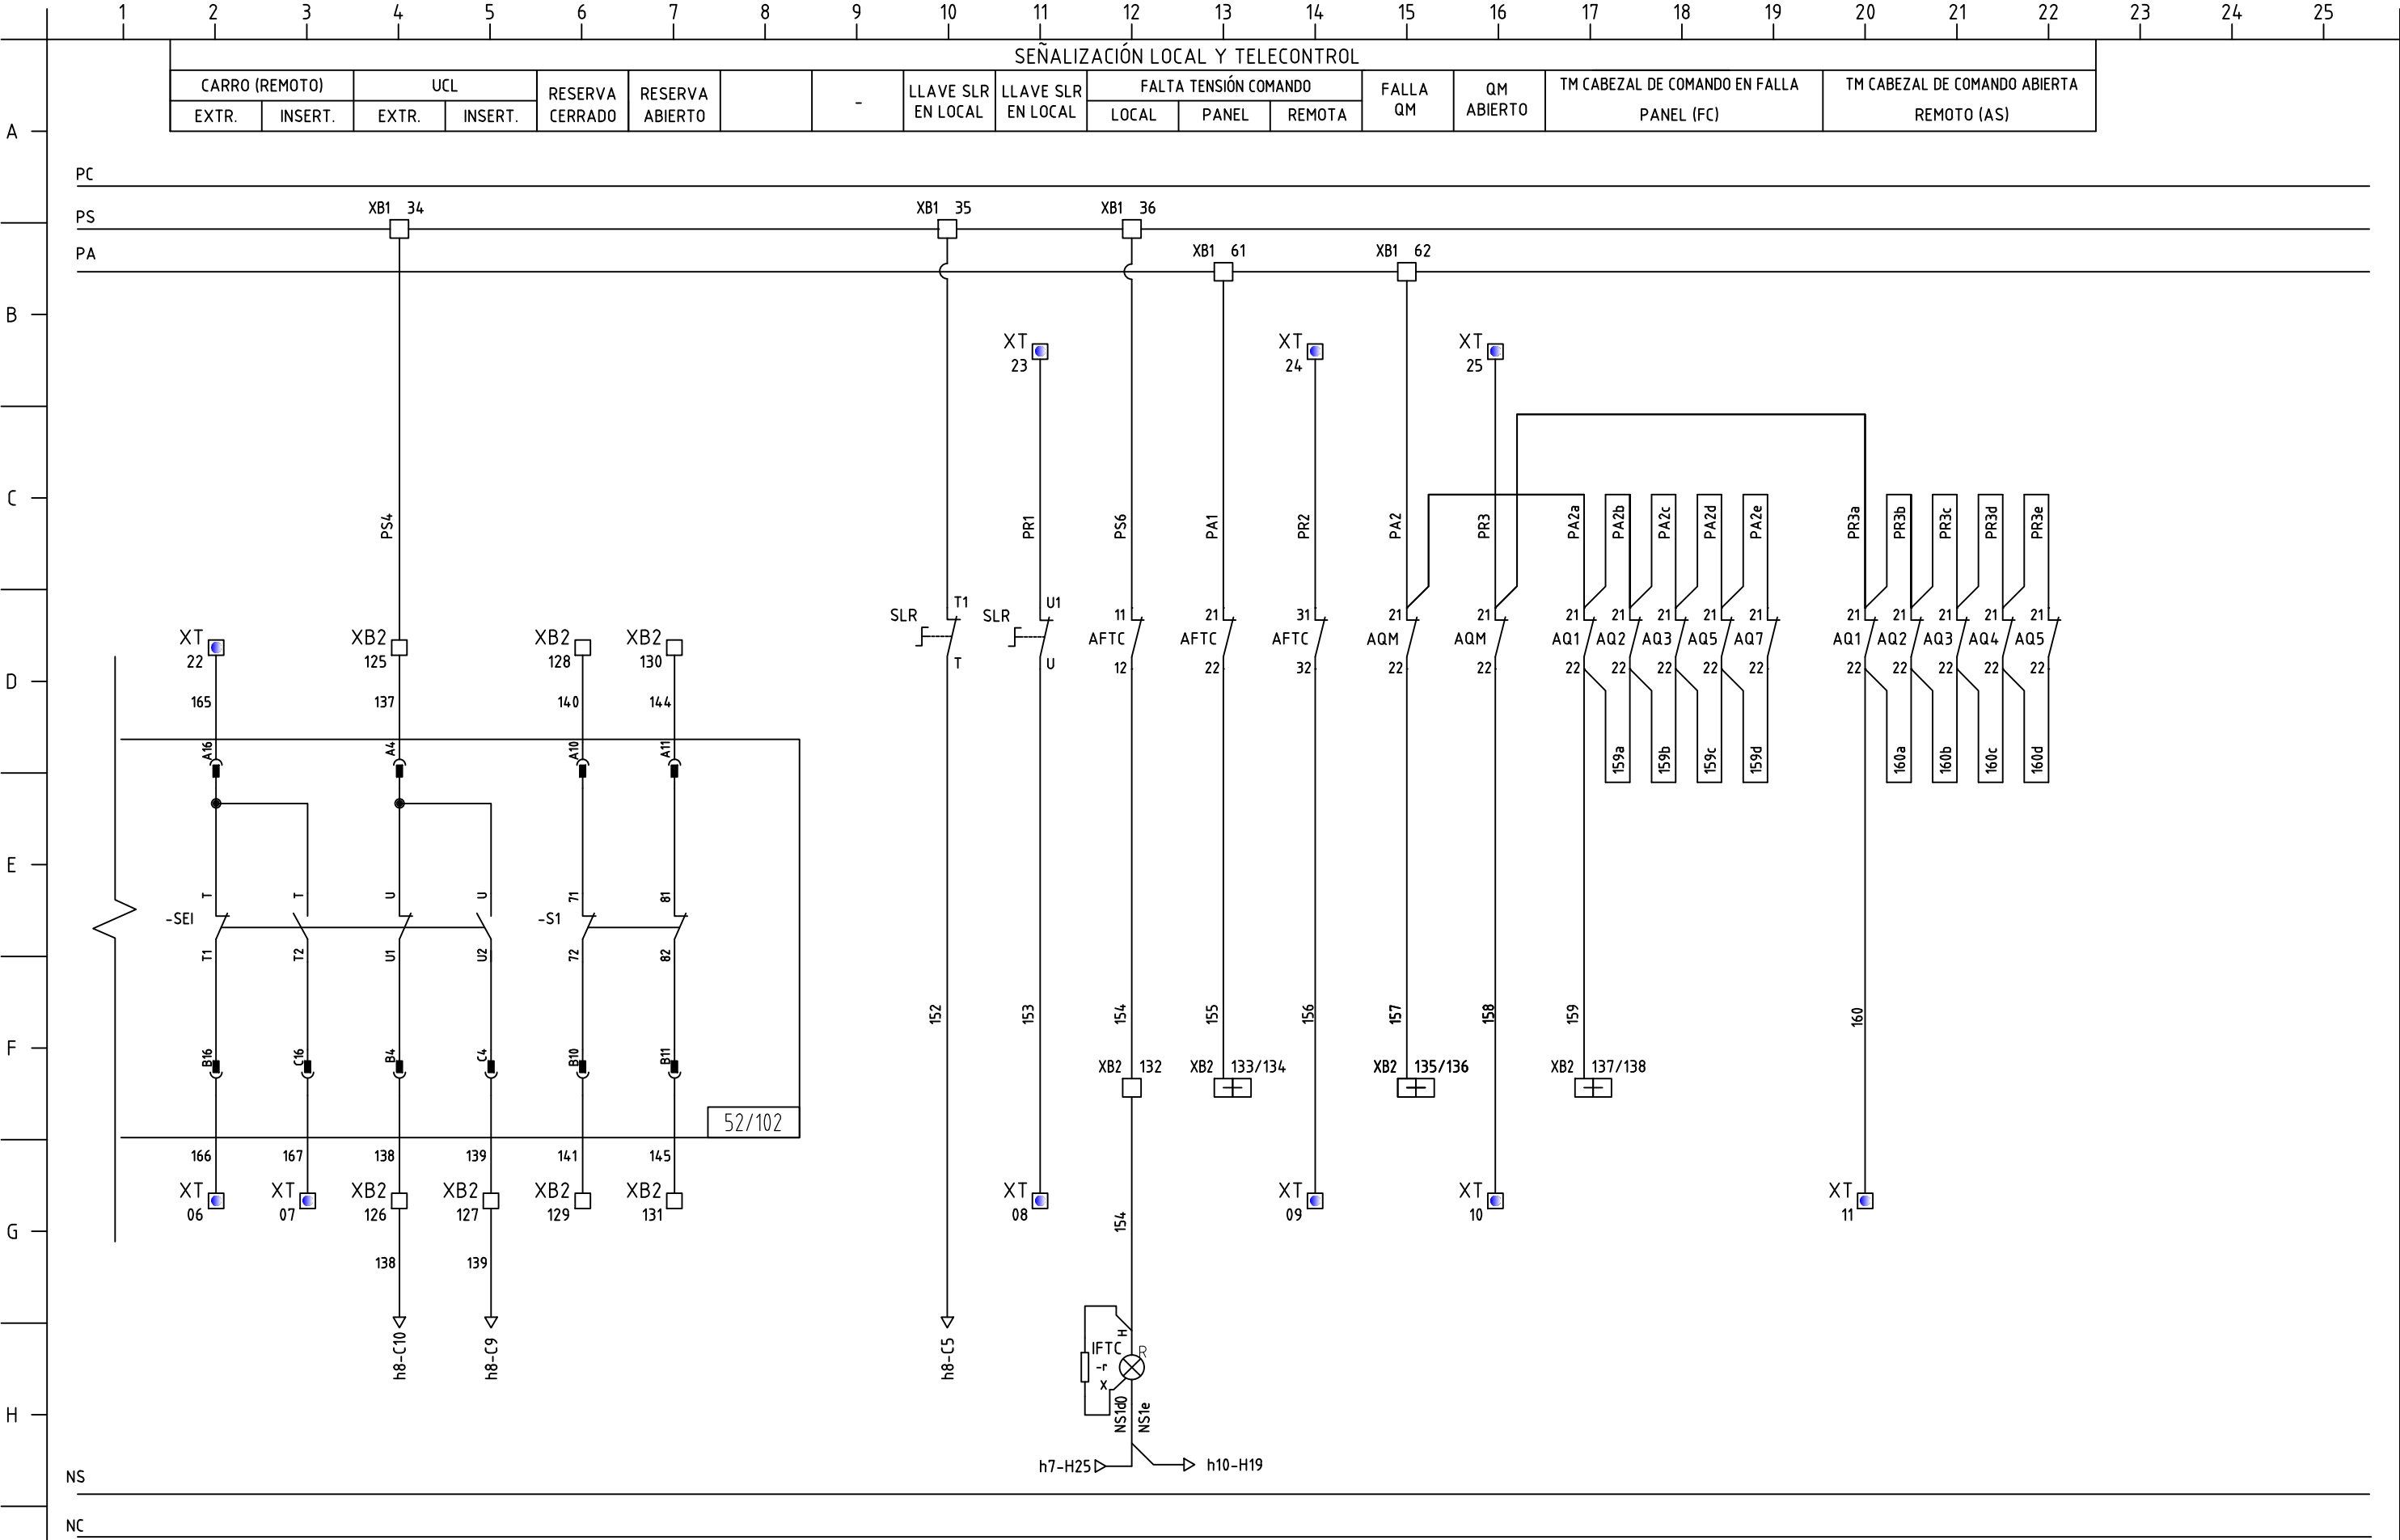 1 2 3 4 5 6 7 8 9 10 11 12 13 14 15 16 17 18 19 20 21 22 23 24 25
SEÑALIZACIÓN LOCAL Y TELECONTROL
CARRO (REMOTO) UCL RESERVA CERRADO RESERVA ABIERTO - LLAVE SLR EN LOCAL LLAVE SLR EN LOCAL FALTA TENSIÓN COMANDO FALLA QM QM ABIERTO TM CABEZAL DE COMANDO EN FALLA PANEL (FC) TM CABEZAL DE COMANDO ABIERTA REMOTO (AS)
EXTR. INSERT. EXTR. INSERT. LOCAL PANEL REMOTA
A
PC
XB1 34 XB1 35 XB1 36
PS
XB1 61 XB1 62
PA
B
XT XT XT
23 24 25
C
PS4 PR1 PS6 PA1 PR2 PA2 PR3 PA2a PA2b PA2c PA2d PA2e PR3a PR3b PR3c PR3d PR3e
T1 U1 11 21 31 21 21 21 21 21 21 21 21 21 21 21 21
SLR SLR AFTC AFTC AFTC AQM AQM AQ1 AQ2 AQ3 AQ5 AQ7 AQ1 AQ2 AQ3 AQ4 AQ5
T U 12 22 32 22 22 22 22 22 22 22 22 22 22 22 22
XT XB2 XB2 XB2
22 125 128 130
D
165 137 140 144
A16 A4 A10 A11
159a 159b 159c 159d 160a 160b 160c 160d
E
T T U U 71 81
-SEI -S1
T1 T2 U1 U2 72 82
152 153 154 155 156 157 158 159 160
F
B16 C16 B4 C4 B10 B11
XB2 132 XB2 133/134 XB2 135/136 XB2 137/138
52/102
166 167 138 139 141 145
XT XT XB2 XB2 XB2 XB2 XT XT XT XT
06 07 126 127 129 131 08 09 10 11
G
154
138 139
h8-C10 h8-C9 h8-C5
H
IFTC R
-r
X
H
NS1d0 NS1e
h7-H25 h10-H19
NS
NC